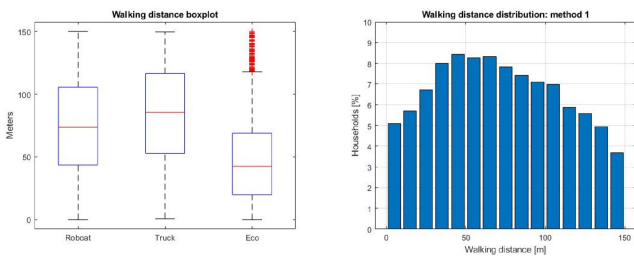 Walking distance boxplot
150
100
50
0
Meters
Roboat
Truck
Eco
Walking distance distribution: method 1
10
9
8
7
6
5
4
3
2
1
0
Households [%]
0
50
100
150
Walking distance [m]